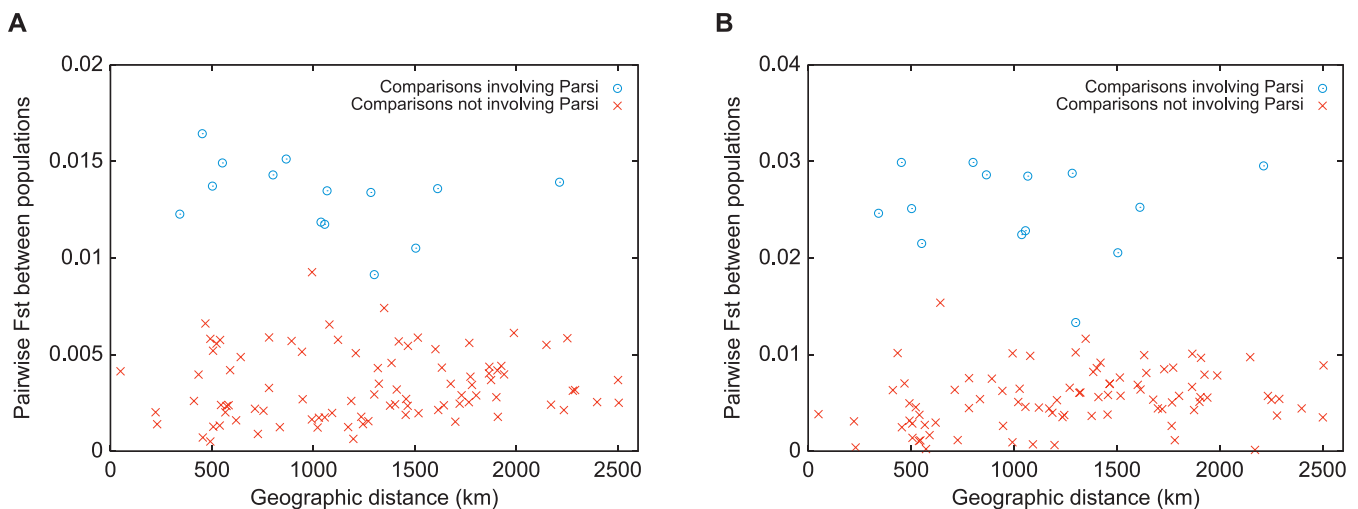 A
Pairwise Fst between populations
0.02
0.015
0.01
0.005
0
Comparisons involving Parsi
Comparisons not involving Parsi
0 500 1000 1500 2000 2500
Geographic distance (km)
B
Pairwise Fst between populations
0.04
0.03
0.02
0.01
0
Comparisons involving Parsi
Comparisons not involving Parsi
0 500 1000 1500 2000 2500
Geographic distance (km)